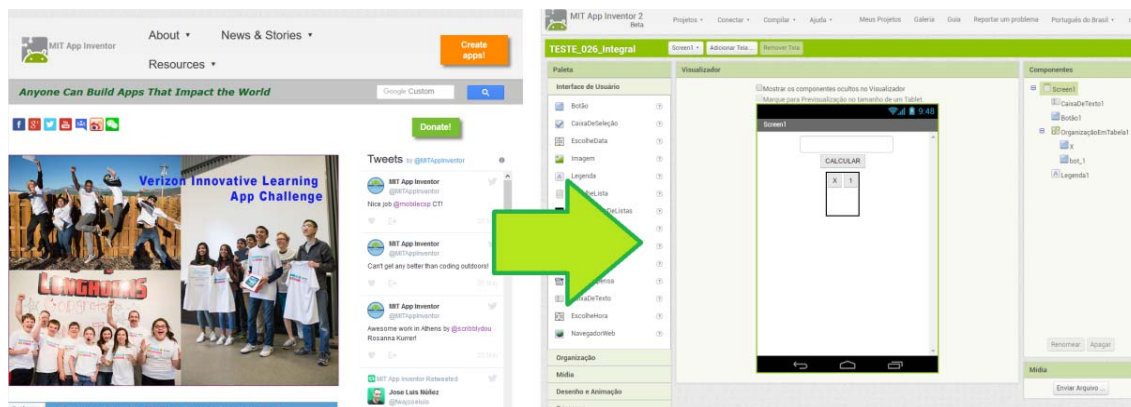 MIT App Inventor
About ▾ News & Stories ▾
Resources ▾
Create
apps!
Anyone Can Build Apps That Impact the World
Google Custom
Donate!
Verizon Innovative Learning
App Challenge
LONGHORNS
Tweets by @MITAppInventor
MIT App Inventor
@MITAppInventor
Nice job @mobilecsp CT!
MIT App Inventor
@MITAppInventor
Can't get any better than coding outdoors!
MIT App Inventor
@MITAppInventor
Awesome work in Athens by @scribblydou
Rosanna Kurrer!
MIT App Inventor Retweeted
Jose Luis Núñez
MIT App Inventor 2
Beta
Projetos ▾ Conectar ▾ Compilar ▾ Ajuda ▾ Meus Projetos Galeria Guia Reportar um problema Português do Brasil ▾
TESTE_026_Integral
Screen1 ▾ Adicionar Tela ... Remover Tela
Paleta
Interface de Usuário
Botão
CaixaDeSeleção
EscolheData
Imagem
Legenda
DeListas
CaixaDeTexto
EscolheHora
NavegadorWeb
Organização
Mídia
Desenho e Animação
Visualizador
Mostrar os componentes ocultos no Visualizador
Marque para Previsualização no tamanho de um Tablet
9:48
Screen1
CALCULAR
X 1
Componentes
Screen1
CaixaDeTexto1
Botão1
OrganizaçãoEmTabela1
X
bot_1
Legenda1
Renomear Apagar
Mídia
Enviar Arquivo ...